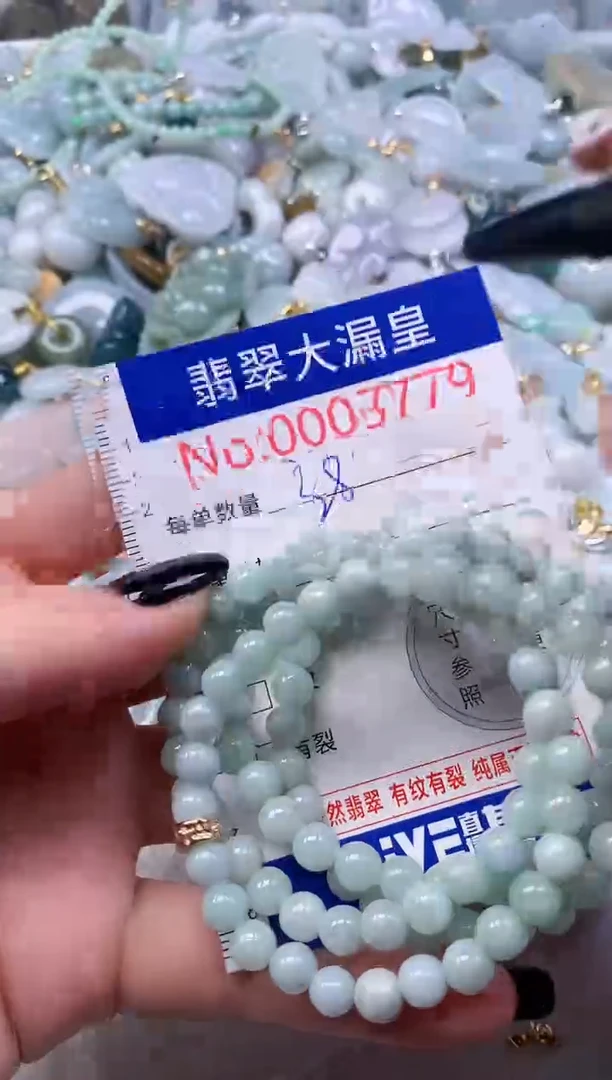 翡翠大漏皇
No:0003779
每单数量 38
尺寸参照
有裂
然翡翠 有纹有裂 纯属